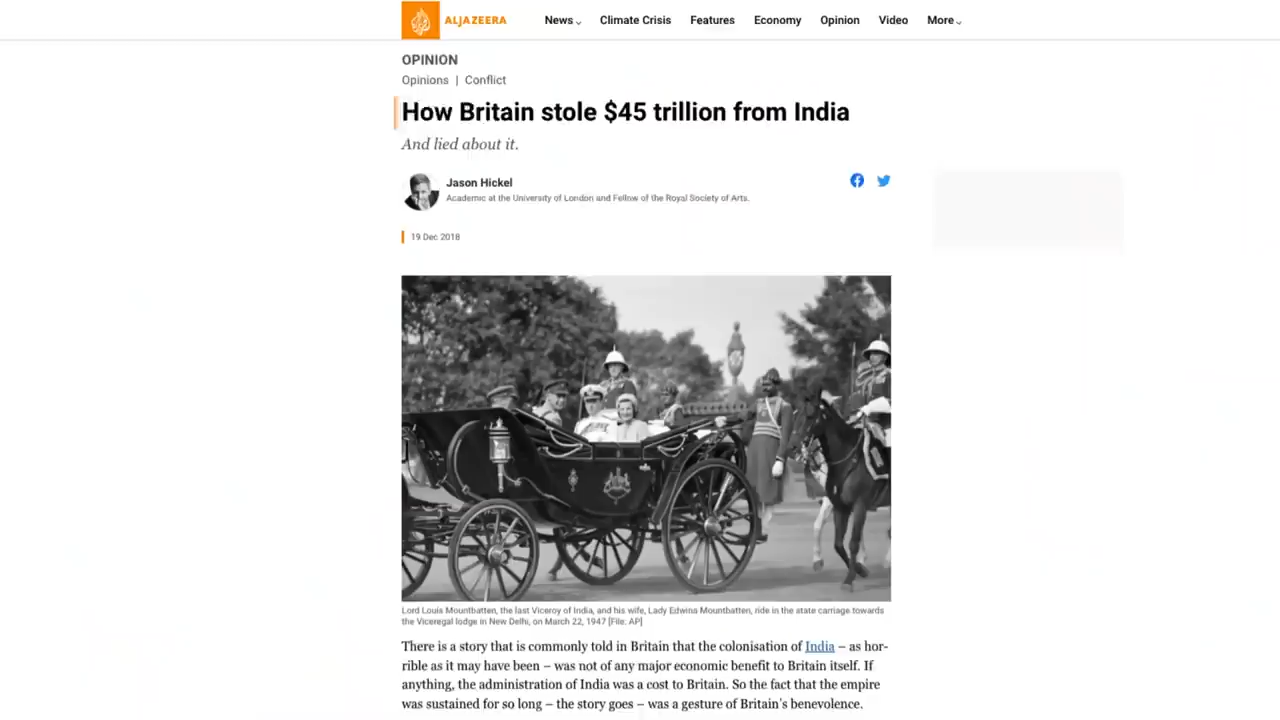 ALJAZEERA News Climate Crisis Features Economy Opinion Video More
OPINION
Opinions | Conflict
How Britain stole $45 trillion from India
And lied about it.
Jason Hickel
Academic at the University of London and Fellow of the Royal Society of Arts.
19 Dec 2018
Lord Louis Mountbatten, the last Viceroy of India, and his wife, Lady Edwina Mountbatten, ride in the state carriage towards
the Viceregal lodge in New Delhi, on March 22, 1947 [File: AP]
There is a story that is commonly told in Britain that the colonisation of India – as hor-
rible as it may have been – was not of any major economic benefit to Britain itself. If
anything, the administration of India was a cost to Britain. So the fact that the empire
was sustained for so long – the story goes – was a gesture of Britain's benevolence.